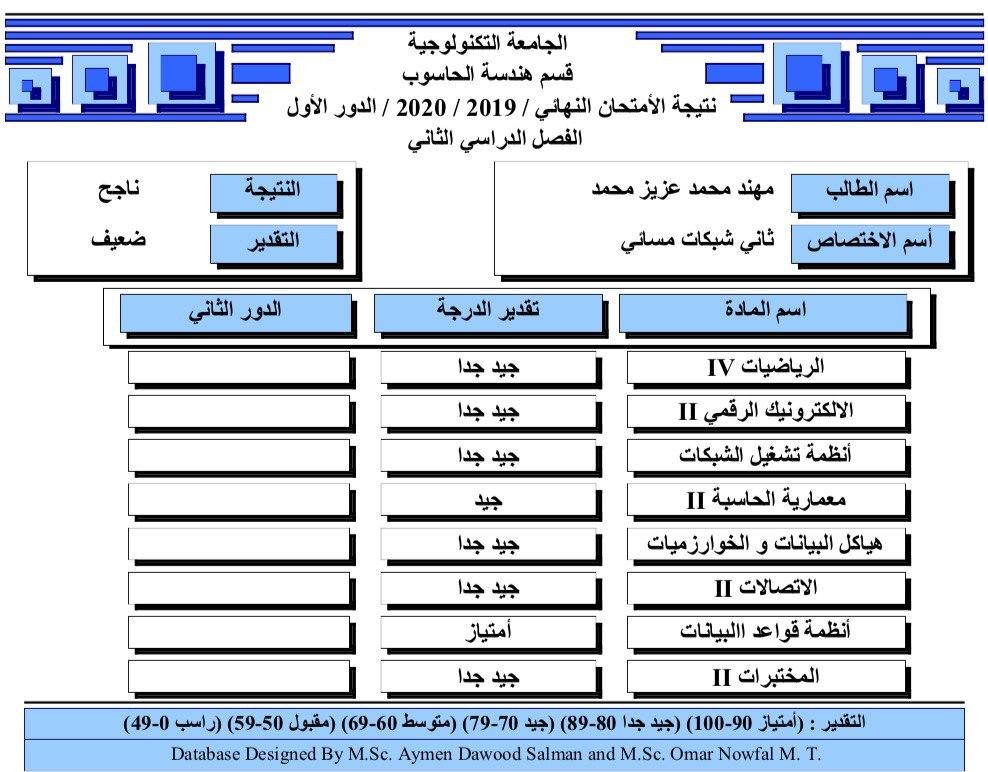 الجامعة التكنولوجية
قسم هندسة الحاسوب
نتيجة الأمتحان النهائي / 2019 / 2020 / الدور الأول
الفصل الدراسي الثاني
اسم الطالب مهند محمد عزيز محمد النتيجة ناجح
أسم الاختصاص ثاني شبكات مسائي التقدير ضعيف
اسم المادة تقدير الدرجة الدور الثاني
الرياضيات IV جيد جدا
الالكترونيك الرقمي II جيد جدا
أنظمة تشغيل الشبكات جيد جدا
معمارية الحاسبة II جيد
هياكل البيانات و الخوارزميات جيد جدا
الاتصالات II جيد جدا
أنظمة قواعد االبيانات أمتياز
المختبرات II جيد جدا
التقدير : (أمتياز 90-100) (جيد جدا 80-89) (جيد 70-79) (متوسط 60-69) (مقبول 50-59) (راسب 0-49)
Database Designed By M.Sc. Aymen Dawood Salman and M.Sc. Omar Nowfal M. T.